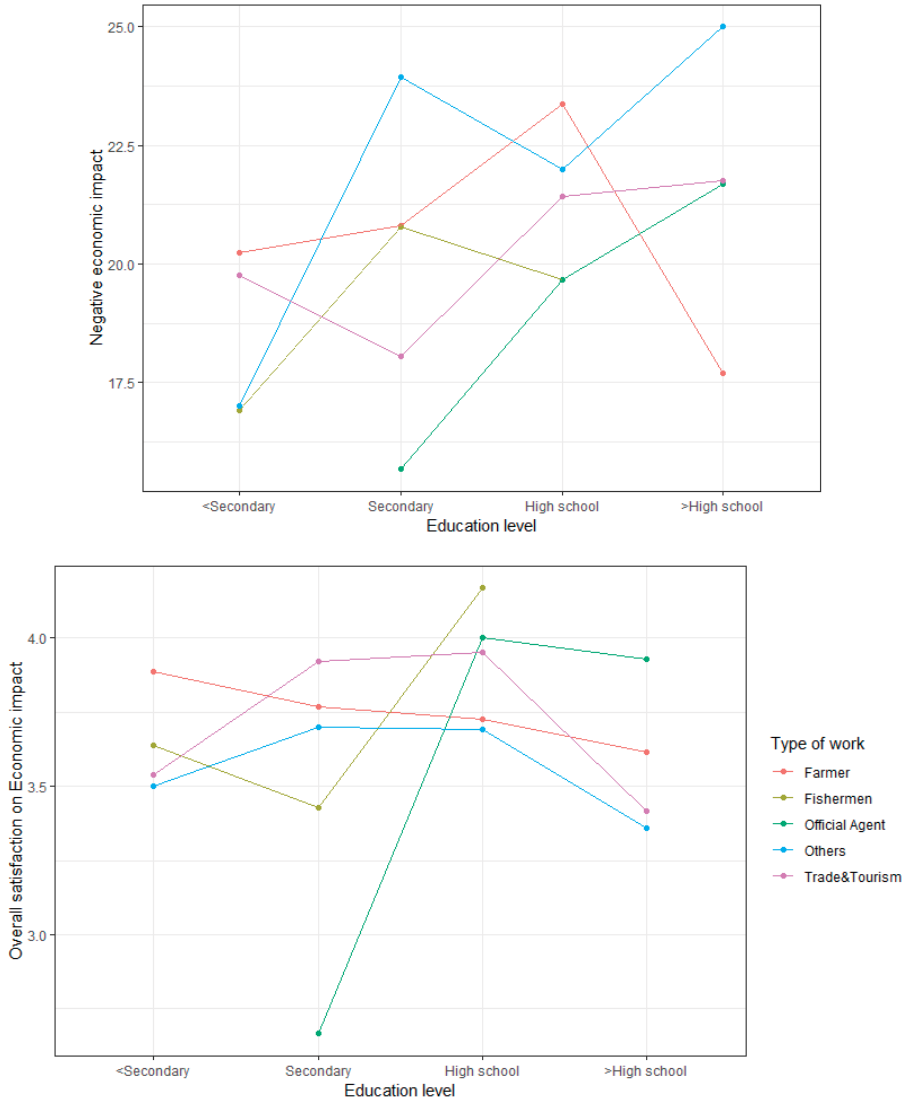 25.0
22.5
20.0
17.5
Negative economic impact
<Secondary Secondary High school >High school
Education level
4.0
3.5
3.0
Overall satisfaction on Economic impact
<Secondary Secondary High school >High school
Education level
Type of work
Farmer
Fishermen
Official Agent
Others
Trade&Tourism